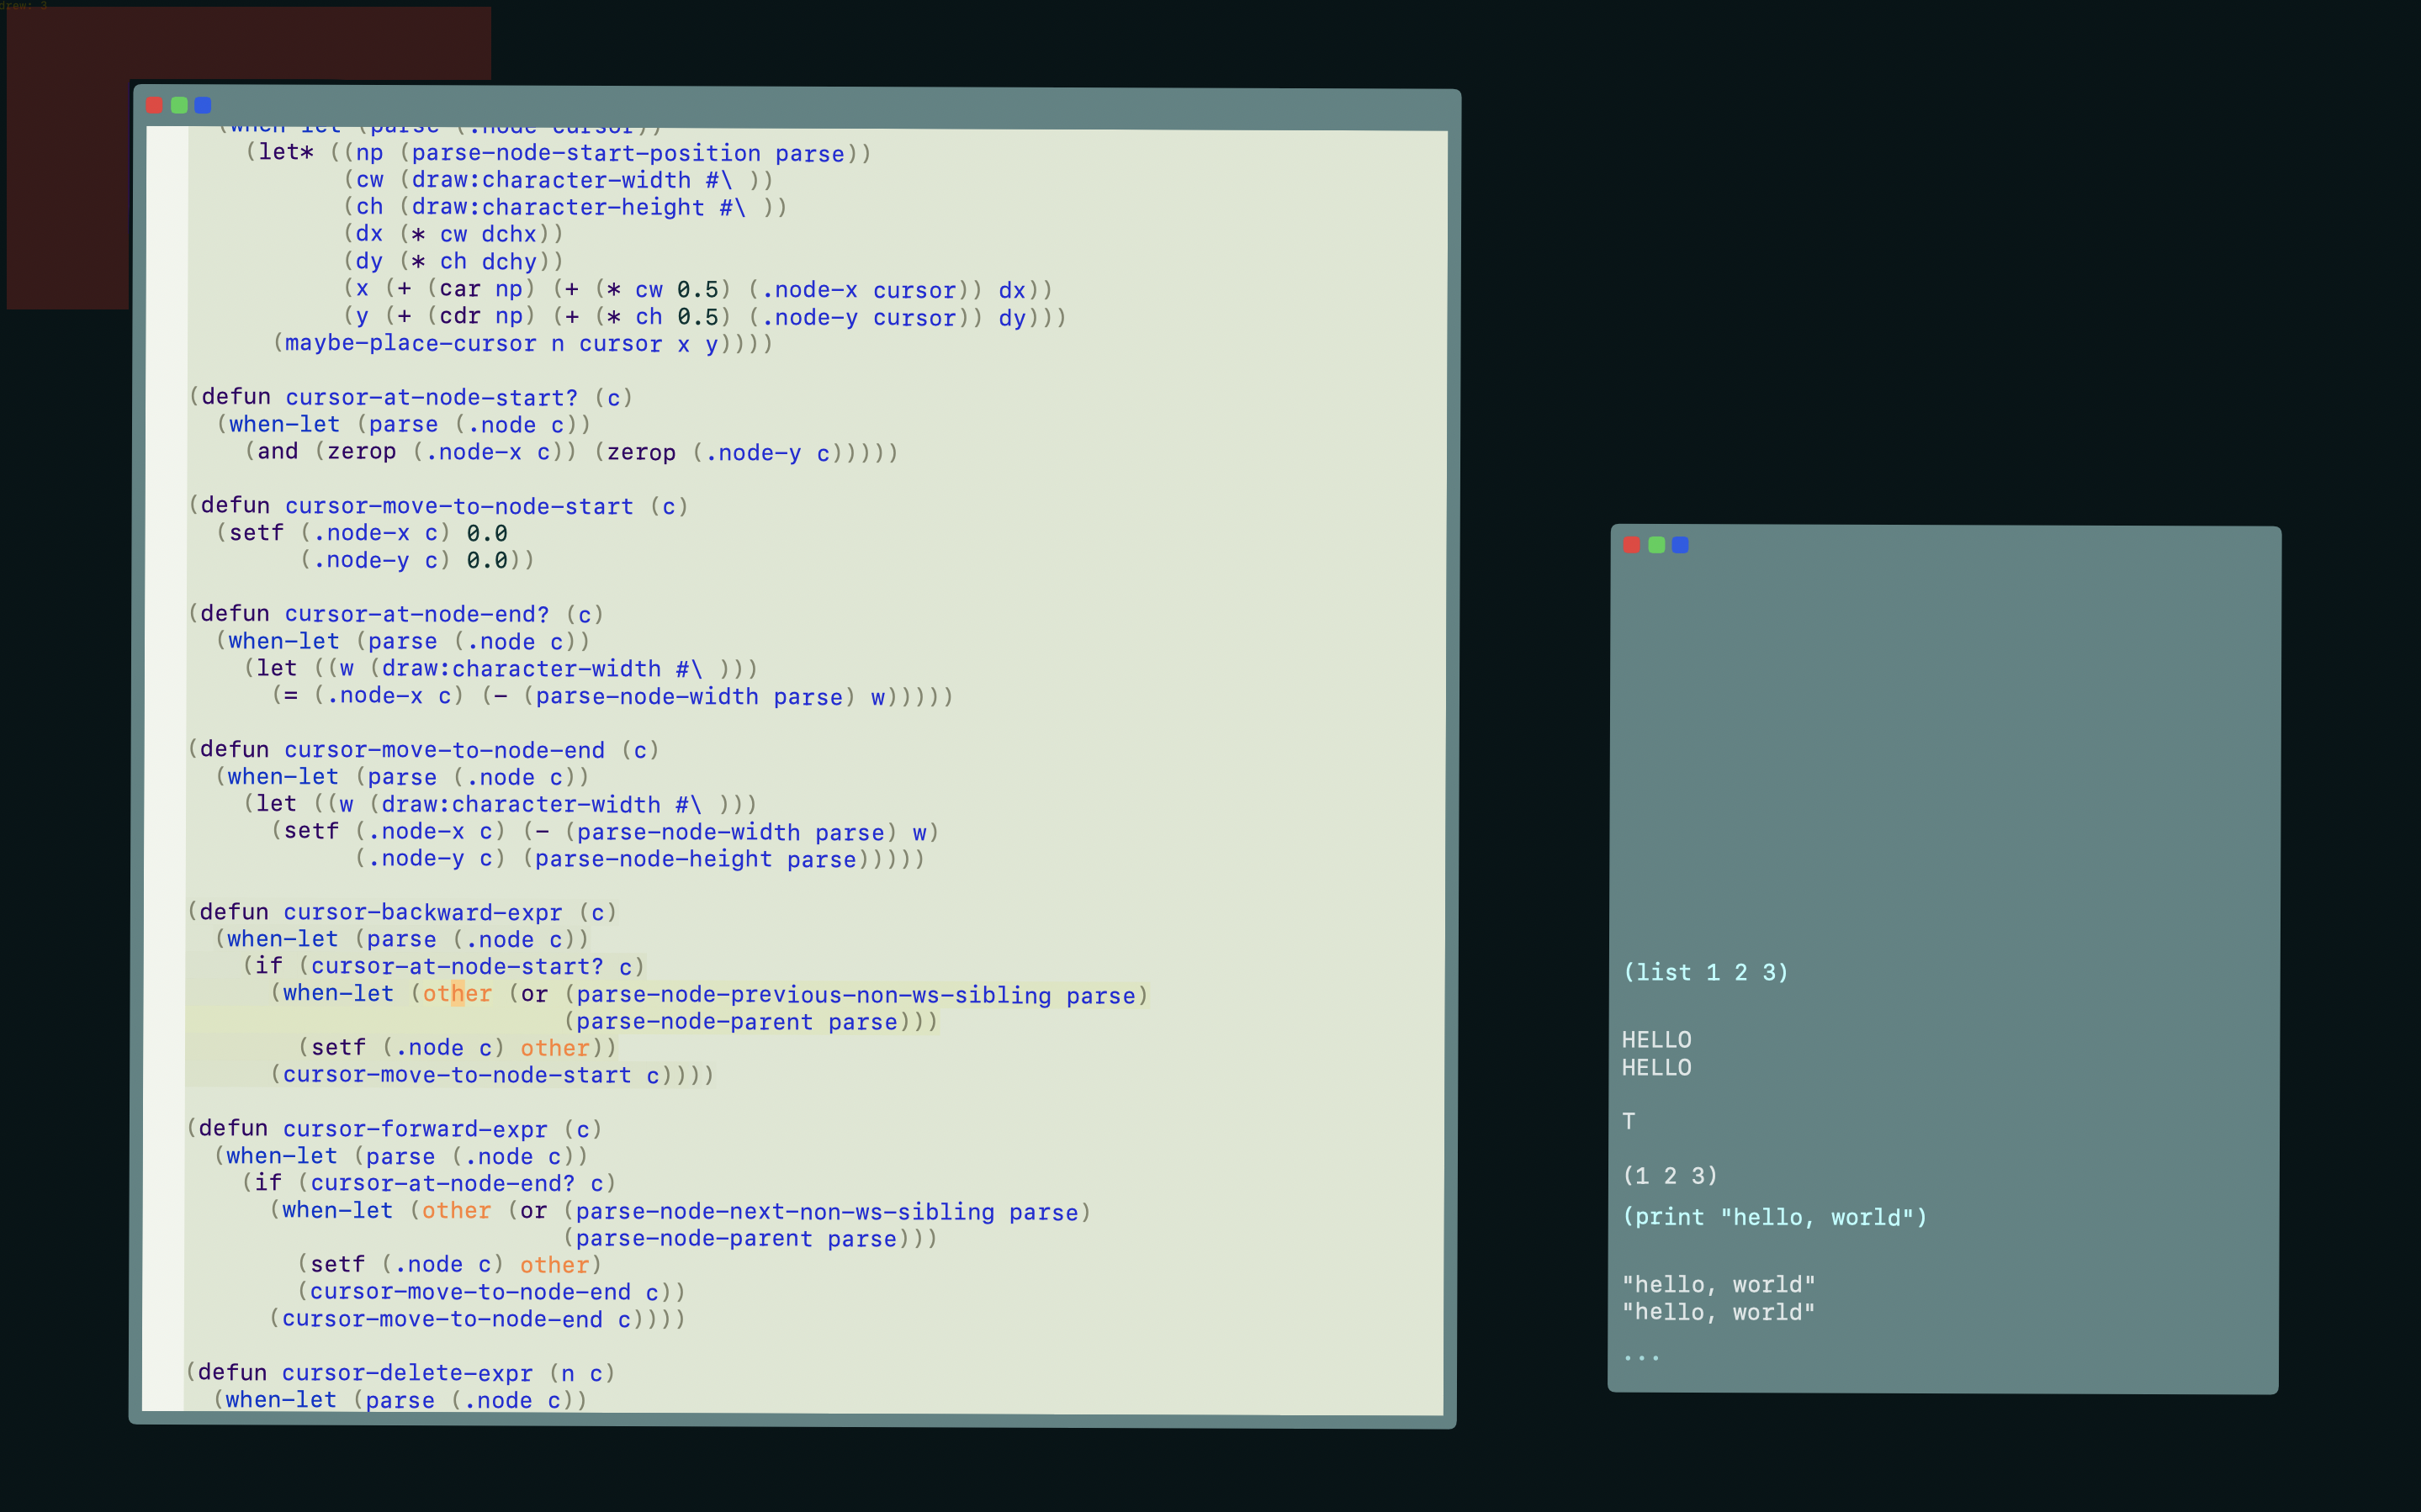 drew: 3
(when-let (parse (.node cursor))
    (let* ((np (parse-node-start-position parse))
           (cw (draw:character-width #\ ))
           (ch (draw:character-height #\ ))
           (dx (* cw dchx))
           (dy (* ch dchy))
           (x (+ (car np) (+ (* cw 0.5) (.node-x cursor)) dx))
           (y (+ (cdr np) (+ (* ch 0.5) (.node-y cursor)) dy)))
      (maybe-place-cursor n cursor x y))))

(defun cursor-at-node-start? (c)
  (when-let (parse (.node c))
    (and (zerop (.node-x c)) (zerop (.node-y c)))))

(defun cursor-move-to-node-start (c)
  (setf (.node-x c) 0.0
        (.node-y c) 0.0))

(defun cursor-at-node-end? (c)
  (when-let (parse (.node c))
    (let ((w (draw:character-width #\ )))
      (= (.node-x c) (- (parse-node-width parse) w)))))

(defun cursor-move-to-node-end (c)
  (when-let (parse (.node c))
    (let ((w (draw:character-width #\ )))
      (setf (.node-x c) (- (parse-node-width parse) w)
            (.node-y c) (parse-node-height parse)))))

(defun cursor-backward-expr (c)
  (when-let (parse (.node c))
    (if (cursor-at-node-start? c)
      (when-let (other (or (parse-node-previous-non-ws-sibling parse)
                           (parse-node-parent parse)))
        (setf (.node c) other))
      (cursor-move-to-node-start c))))

(defun cursor-forward-expr (c)
  (when-let (parse (.node c))
    (if (cursor-at-node-end? c)
      (when-let (other (or (parse-node-next-non-ws-sibling parse)
                           (parse-node-parent parse)))
        (setf (.node c) other)
        (cursor-move-to-node-end c))
      (cursor-move-to-node-end c))))

(defun cursor-delete-expr (n c)
  (when-let (parse (.node c))
(list 1 2 3)
HELLO
HELLO
T
(1 2 3)
(print "hello, world")
"hello, world"
"hello, world"
...